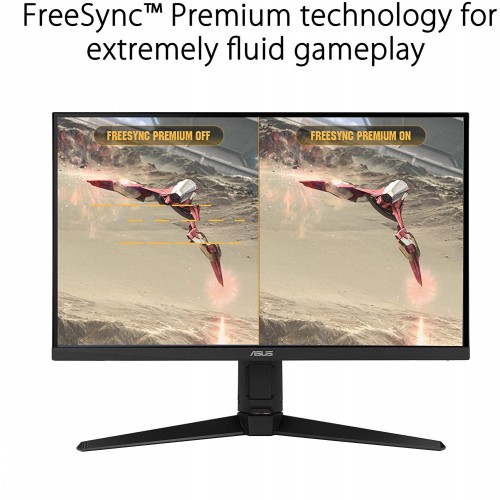 FreeSync™ Premium technology for
extremely fluid gameplay
FREESYNC PREMIUM OFF
FREESYNC PREMIUM ON
ASUS